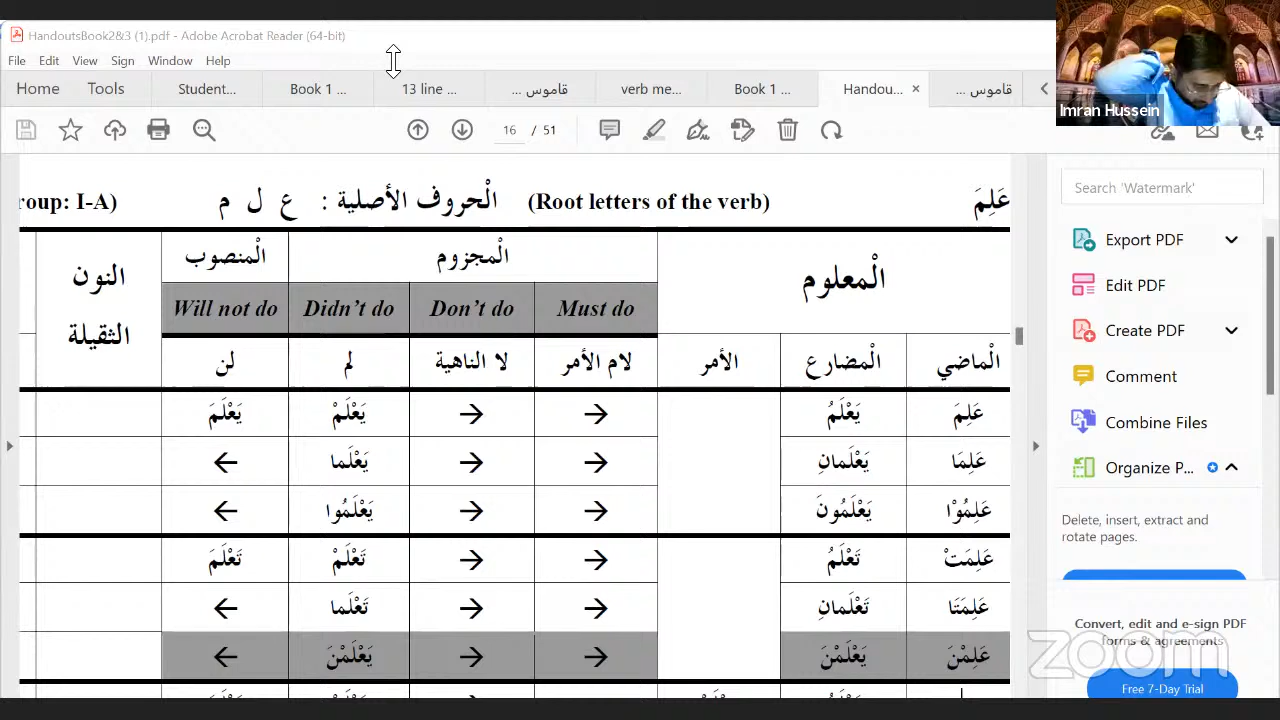 HandoutsBook2&3 (1).pdf - Adobe Acrobat Reader (64-bit)
File Edit View Sign Window Help
Home Tools Student... Book 1 ... 13 line ... قاموس ... verb me... Book 1 ... Handou... × قاموس ...
16 / 51
Imran Hussein
roup: I-A) الْحروف الأصلية : ع ل م (Root letters of the verb) عَلِمَ
الْمعلوم الْمجزوم الْمنصوب النون الثقيلة
Must do Don't do Didn't do Will not do
الْماضي الْمضارع الأمر لام الأمر لا الناهية لم لن
عَلِمَ يَعْلَمُ → → يَعْلَمْ يَعْلَمَ
عَلِمَا يَعْلَمانِ → → يَعْلَما ←
عَلِمُوْا يَعْلَمُونَ → → يَعْلَمُوا ←
عَلِمَتْ تَعْلَمُ → → تَعْلَمْ تَعْلَمَ
عَلِمَتَا تَعْلَمانِ → → تَعْلَما ←
عَلِمْنَ يَعْلَمْنَ → → يَعْلَمْنَ ←
Search 'Watermark'
Export PDF
Edit PDF
Create PDF
Comment
Combine Files
Organize P...
Delete, insert, extract and
rotate pages.
Convert, edit and e-sign PDF
forms & agreements
Free 7-Day Trial
zoom